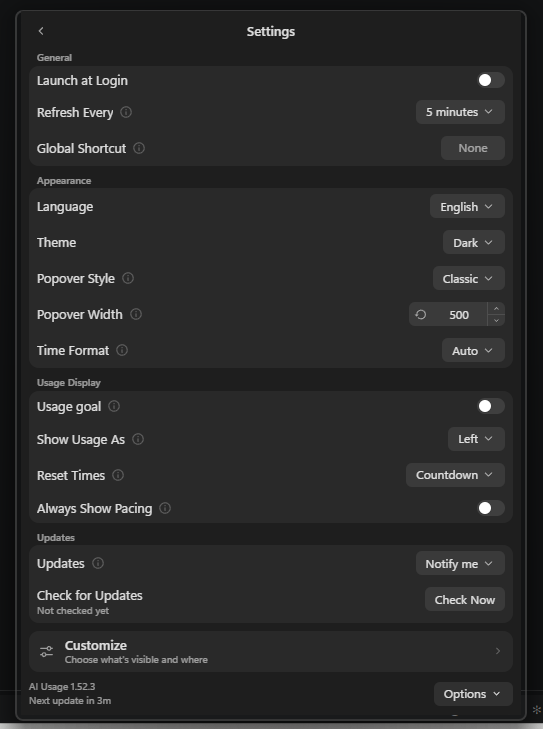 Settings
General
Launch at Login
Refresh Every 5 minutes
Global Shortcut None
Appearance
Language English
Theme Dark
Popover Style Classic
Popover Width 500
Time Format Auto
Usage Display
Usage goal
Show Usage As Left
Reset Times Countdown
Always Show Pacing
Updates
Updates Notify me
Check for Updates Check Now
Not checked yet
Customize
Choose what's visible and where
AI Usage 1.52.3
Next update in 3m Options